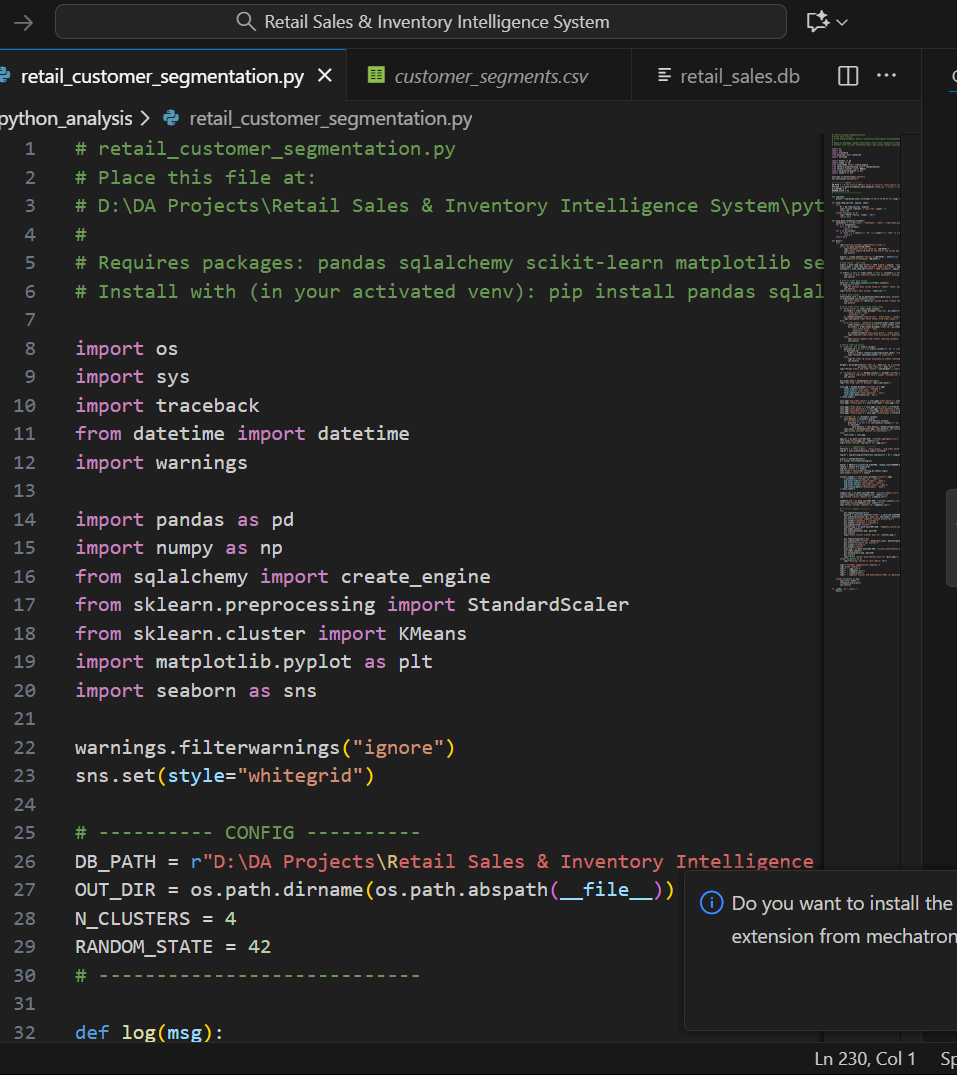 Retail Sales & Inventory Intelligence System
retail_customer_segmentation.py
customer_segments.csv
retail_sales.db
python_analysis > retail_customer_segmentation.py
1 # retail_customer_segmentation.py
2 # Place this file at:
3 # D:\DA Projects\Retail Sales & Inventory Intelligence System\pyt
4 #
5 # Requires packages: pandas sqlalchemy scikit-learn matplotlib se
6 # Install with (in your activated venv): pip install pandas sqlal
7
8 import os
9 import sys
10 import traceback
11 from datetime import datetime
12 import warnings
13
14 import pandas as pd
15 import numpy as np
16 from sqlalchemy import create_engine
17 from sklearn.preprocessing import StandardScaler
18 from sklearn.cluster import KMeans
19 import matplotlib.pyplot as plt
20 import seaborn as sns
21
22 warnings.filterwarnings("ignore")
23 sns.set(style="whitegrid")
24
25 # ---------- CONFIG ----------
26 DB_PATH = r"D:\DA Projects\Retail Sales & Inventory Intelligence
27 OUT_DIR = os.path.dirname(os.path.abspath(__file__))
28 N_CLUSTERS = 4
29 RANDOM_STATE = 42
30 # ----------------------------
31
32 def log(msg):
Do you want to install the
extension from mechatron
Ln 230, Col 1 Sp